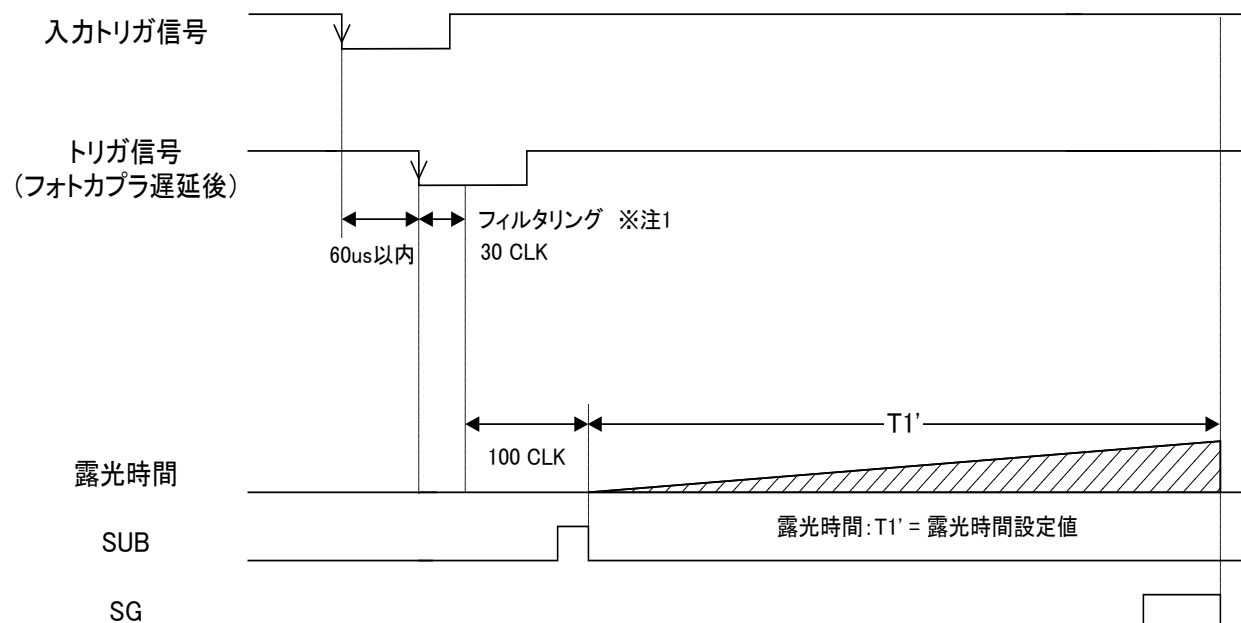 入力トリガ信号
トリガ信号
（フォトカプラ遅延後）
フィルタリング ※注1
60us以内
30 CLK
T1'
100 CLK
露光時間
露光時間：T1' = 露光時間設定値
SUB
SG